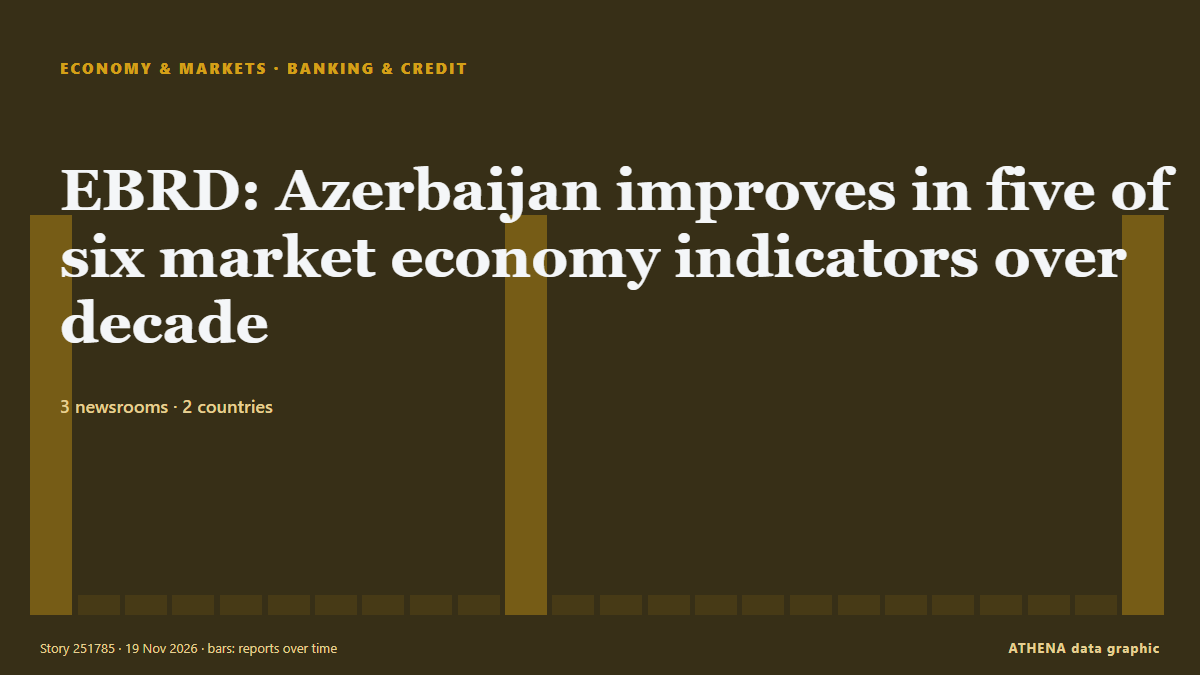 ECONOMY & MARKETS · BANKING & CREDIT
EBRD: Azerbaijan improves in five of
six market economy indicators over
decade
3 newsrooms · 2 countries
Story 251785 · 19 Nov 2026 · bars: reports over time
ATHENA data graphic